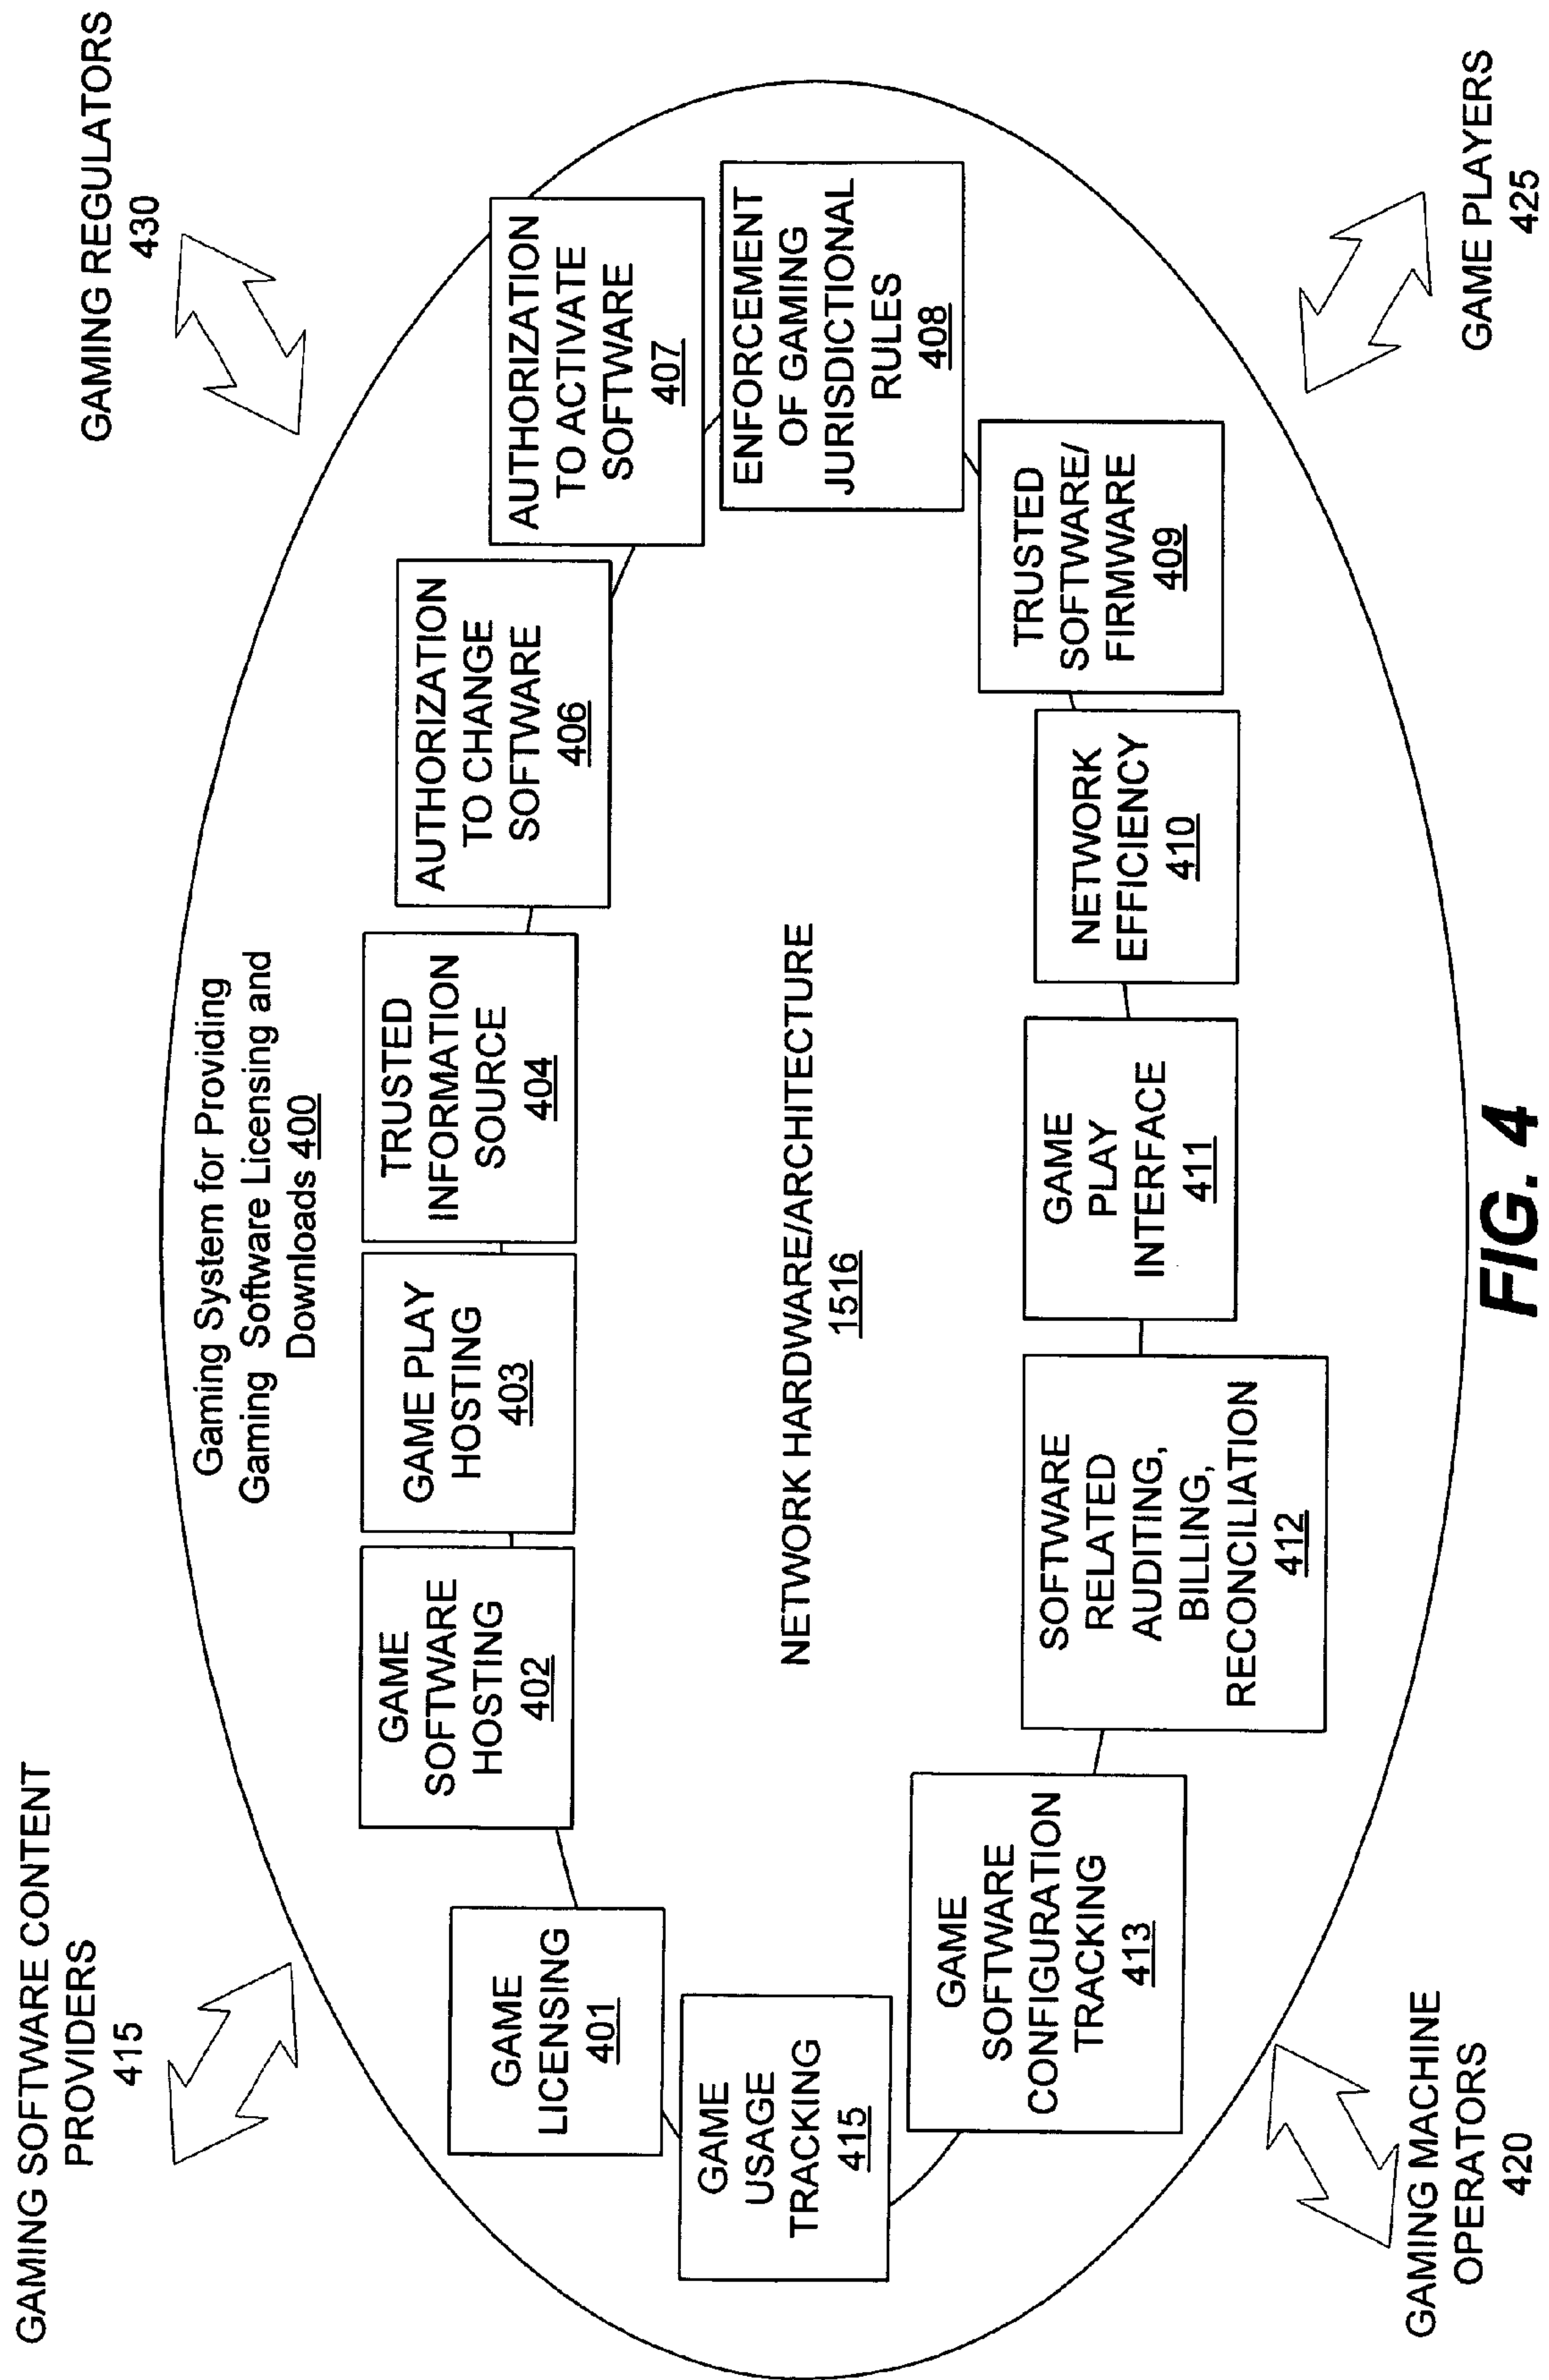 GAMING SOFTWARE CONTENT
PROVIDERS
415
GAMING REGULATORS
430
Gaming System for Providing
Gaming Software Licensing and
Downloads 400
GAME
LICENSING
401
GAME
SOFTWARE
HOSTING
402
GAME PLAY
HOSTING
403
TRUSTED
INFORMATION
SOURCE
404
AUTHORIZATION
TO CHANGE
SOFTWARE
406
AUTHORIZATION
TO ACTIVATE
SOFTWARE
407
ENFORCEMENT
OF GAMING
JURISDICTIONAL
RULES
408
NETWORK HARDWARE/ARCHITECTURE
1516
GAME
USAGE
TRACKING
415
GAME
SOFTWARE
CONFIGURATION
TRACKING
413
SOFTWARE
RELATED
AUDITING,
BILLING,
RECONCILIATION
412
GAME
PLAY
INTERFACE
411
NETWORK
EFFICIENCY
410
TRUSTED
SOFTWARE/
FIRMWARE
409
GAMING MACHINE
OPERATORS
420
GAME PLAYERS
425
FIG. 4